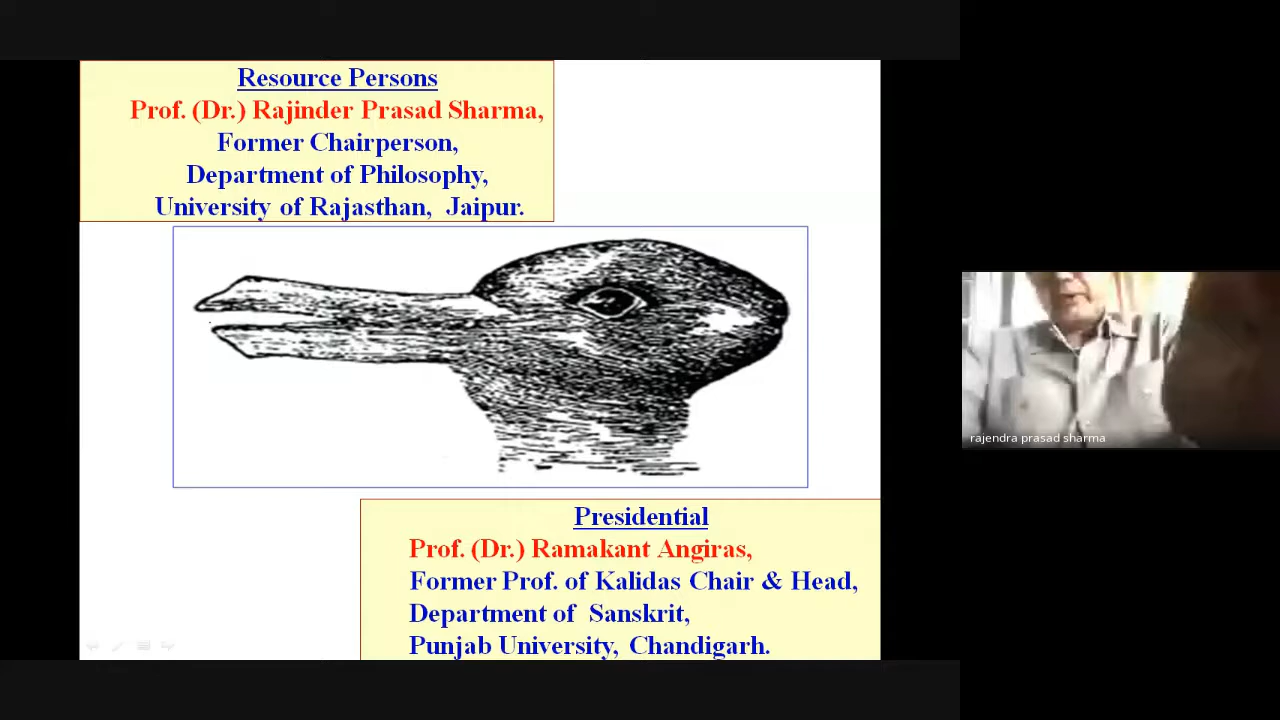 Resource Persons
Prof. (Dr.) Rajinder Prasad Sharma,
Former Chairperson,
Department of Philosophy,
University of Rajasthan, Jaipur.
rajendra prasad sharma
Presidential
Prof. (Dr.) Ramakant Angiras,
Former Prof. of Kalidas Chair & Head,
Department of Sanskrit,
Punjab University, Chandigarh.